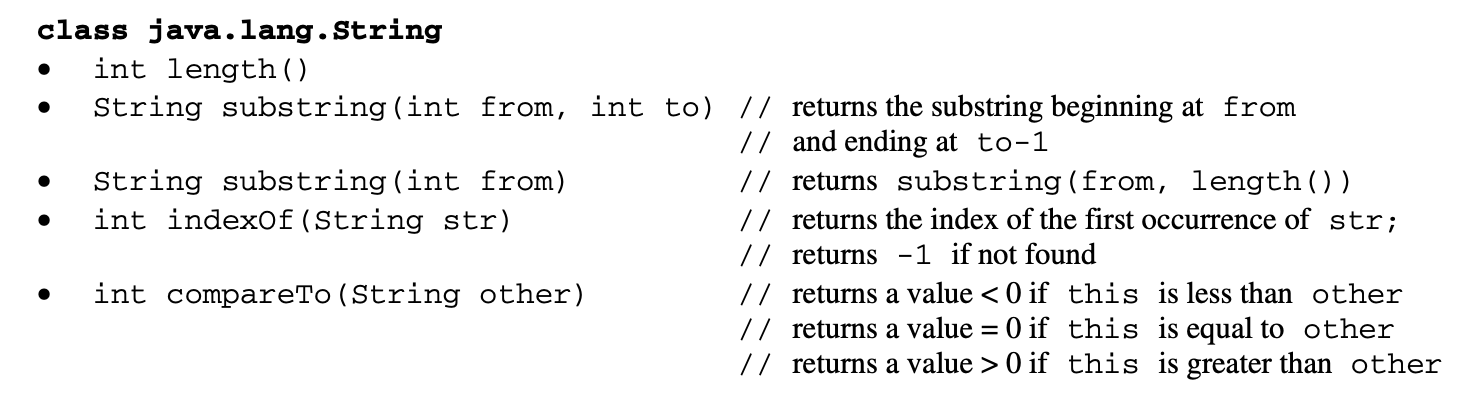 class java.lang.String
• int length()
• String substring(int from, int to) // returns the substring beginning at from
// and ending at to-1
• String substring(int from) // returns substring(from, length())
• int indexOf(String str) // returns the index of the first occurrence of str;
// returns -1 if not found
• int compareTo(String other) // returns a value < 0 if this is less than other
// returns a value = 0 if this is equal to other
// returns a value > 0 if this is greater than other